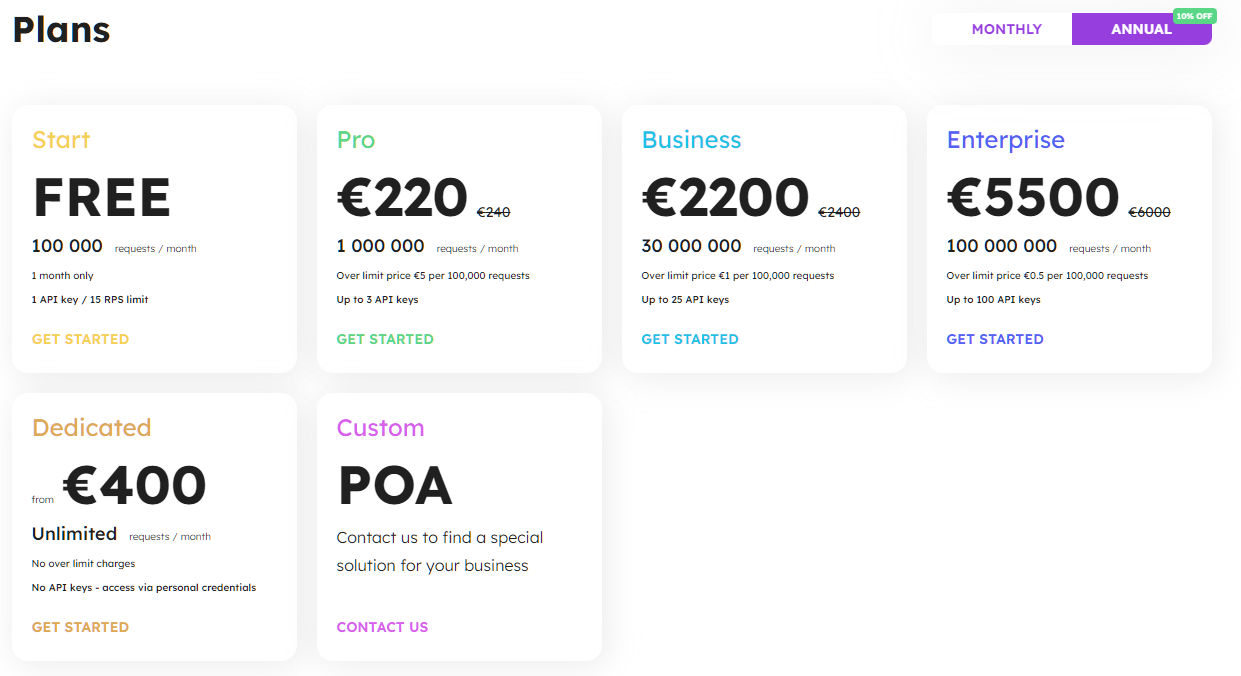 Plans
MONTHLY
ANNUAL
10% OFF
Start
FREE
100 000 requests / month
1 month only
1 API key / 15 RPS limit
GET STARTED
Pro
€220 €240
1 000 000 requests / month
Over limit price €5 per 100,000 requests
Up to 3 API keys
GET STARTED
Business
€2200 €2400
30 000 000 requests / month
Over limit price €1 per 100,000 requests
Up to 25 API keys
GET STARTED
Enterprise
€5500 €6000
100 000 000 requests / month
Over limit price €0.5 per 100,000 requests
Up to 100 API keys
GET STARTED
Dedicated
from €400
Unlimited requests / month
No over limit charges
No API keys - access via personal credentials
GET STARTED
Custom
POA
Contact us to find a special
solution for your business
CONTACT US